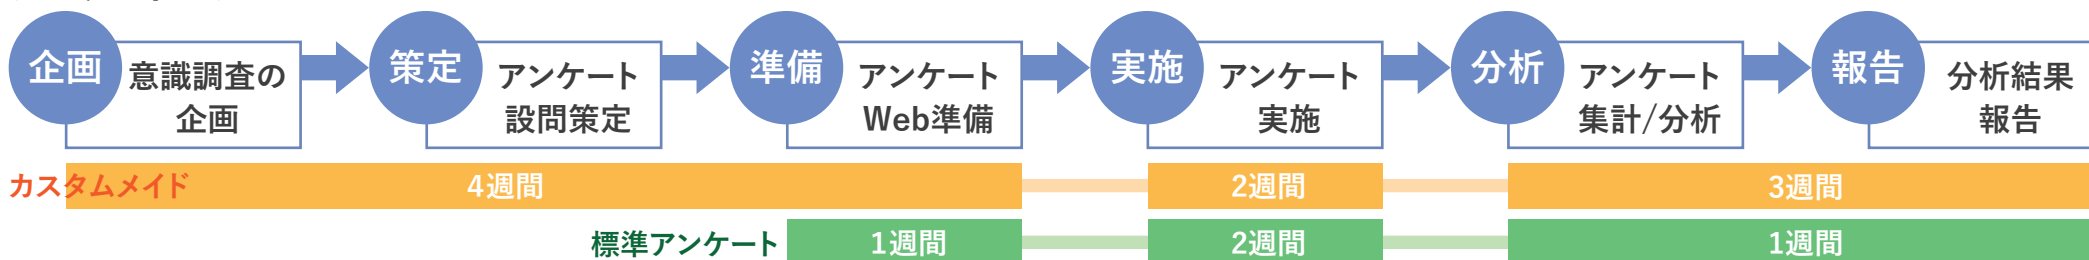 企画
意識調査の
企画
策定
アンケート
設問策定
準備
アンケート
Web準備
実施
アンケート
実施
分析
アンケート
集計/分析
報告
分析結果
報告
カスタムメイド 4週間 2週間 3週間
標準アンケート 1週間 2週間 1週間